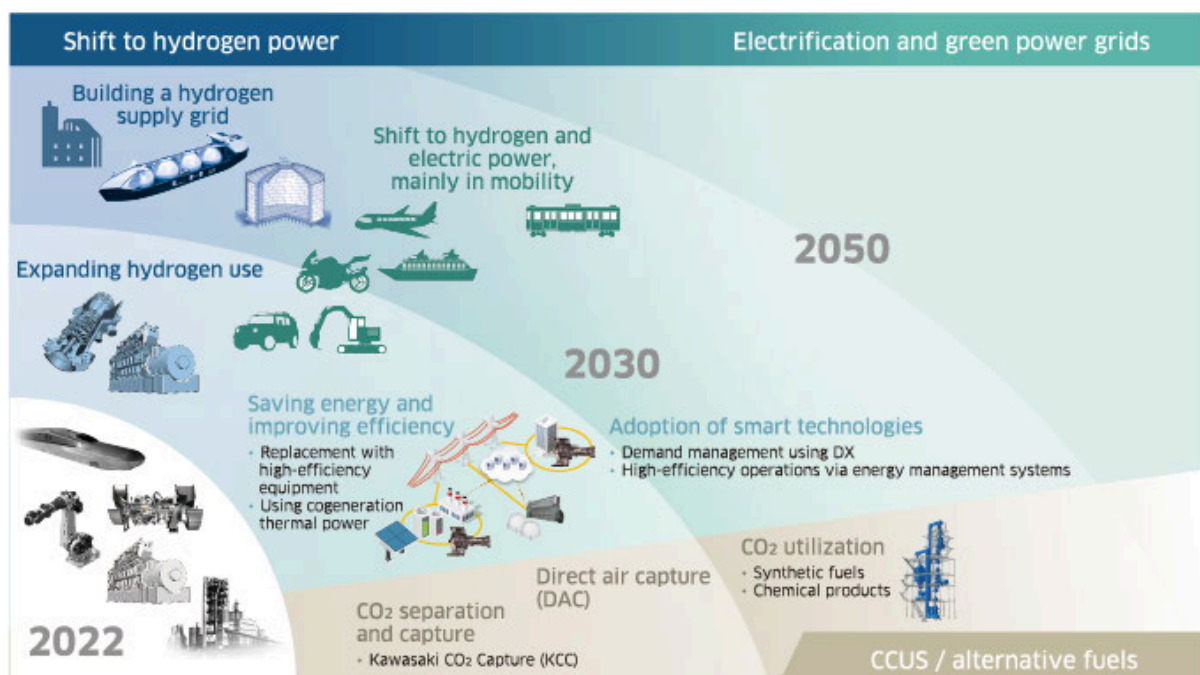 Shift to hydrogen power
Electrification and green power grids
Building a hydrogen
supply grid
Shift to hydrogen and
electric power,
mainly in mobility
2050
Expanding hydrogen use
2030
Saving energy and
improving efficiency
・Replacement with
high-efficiency
equipment
・Using cogeneration
thermal power
Adoption of smart technologies
・Demand management using DX
・High-efficiency operations via energy management systems
CO₂ utilization
・Synthetic fuels
・Chemical products
Direct air capture
(DAC)
CO₂ separation
and capture
・Kawasaki CO₂ Capture (KCC)
2022
CCUS / alternative fuels